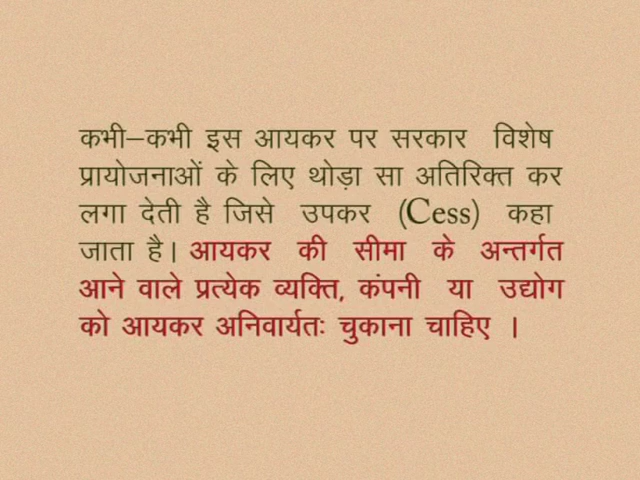 कभी–कभी इस आयकर पर सरकार विशेष
प्रायोजनाओं के लिए थोड़ा सा अतिरिक्त कर
लगा देती है जिसे उपकर (Cess) कहा
जाता है। आयकर की सीमा के अन्तर्गत
आने वाले प्रत्येक व्यक्ति, कंपनी या उद्योग
को आयकर अनिवार्यतः चुकाना चाहिए ।